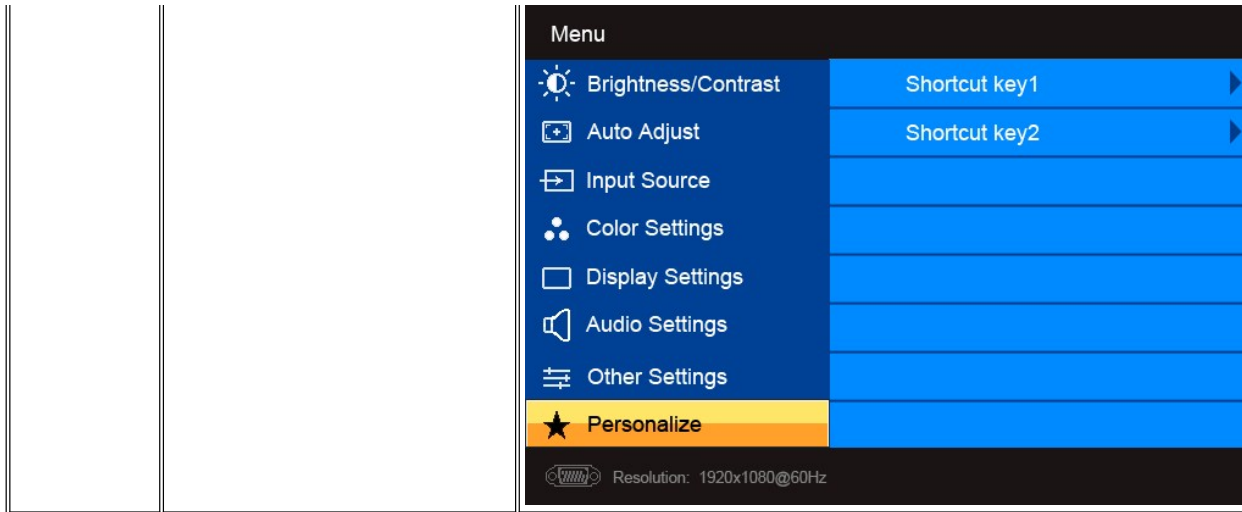 Menu
Brightness/Contrast
Shortcut key1
Auto Adjust
Shortcut key2
Input Source
Color Settings
Display Settings
Audio Settings
Other Settings
Personalize
Resolution: 1920x1080@60Hz